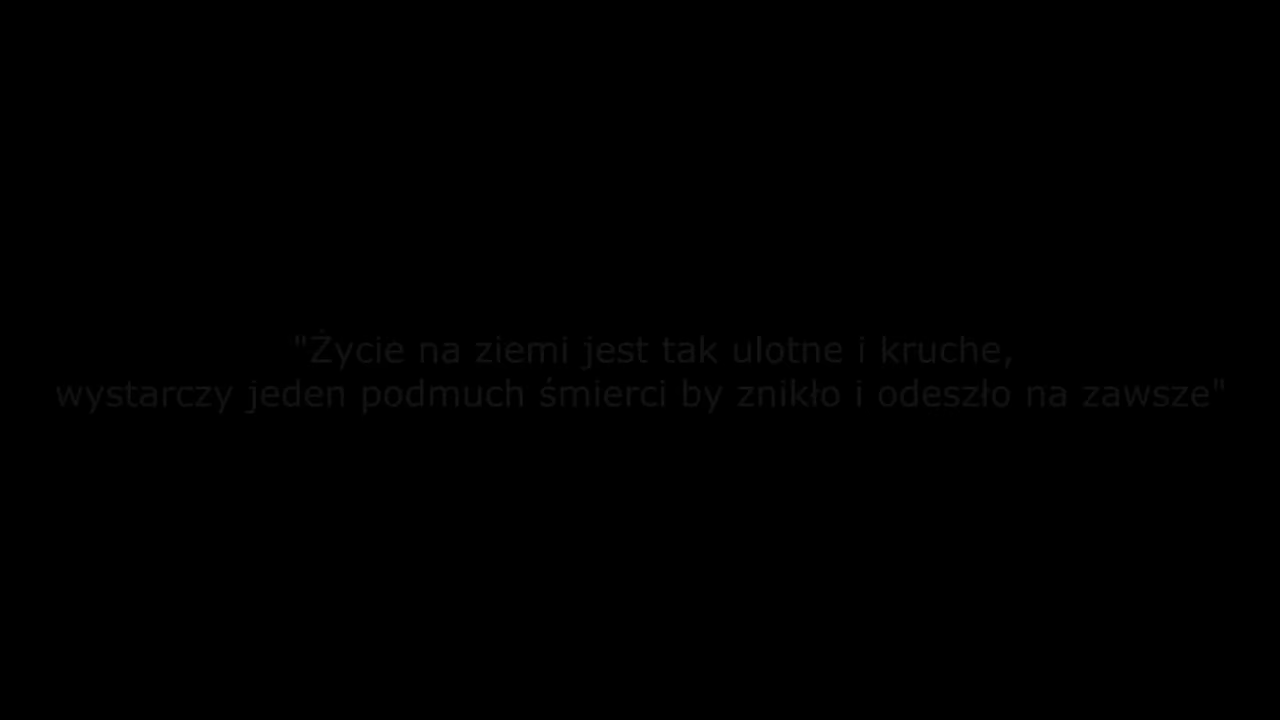 "Życie na ziemi jest tak ulotne i kruche,
wystarczy jeden podmuch śmierci by znikło i odeszło na zawsze"